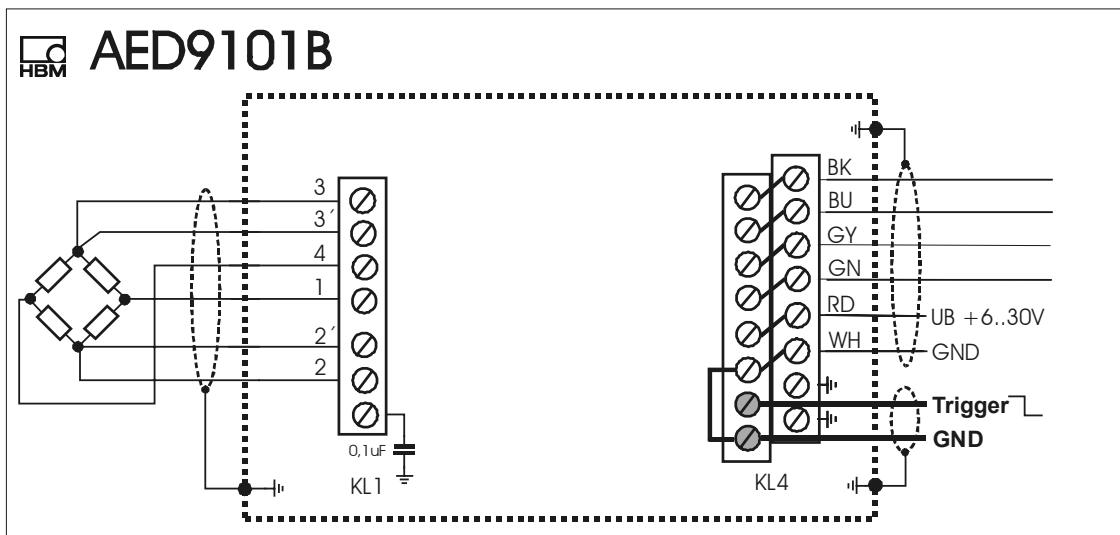 HBM
AED9101B
3
3´
4
1
2´
2
0,1uF
KL1
BK
BU
GY
GN
RD
UB +6..30V
WH
GND
Trigger
GND
KL4